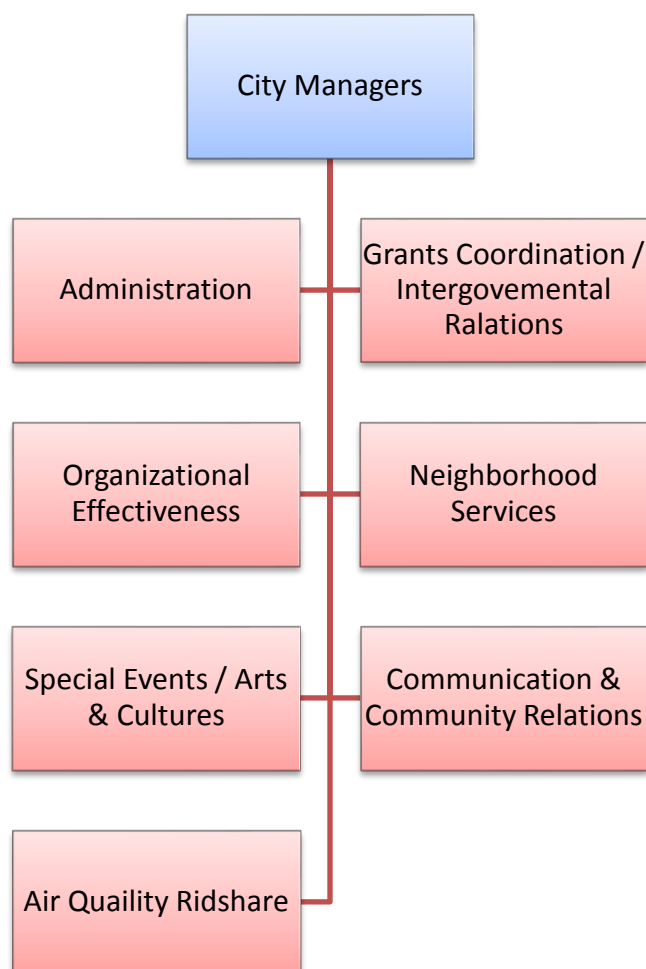 City Managers
Administration
Grants Coordination /
Intergovemental
Ralations
Organizational
Effectiveness
Neighborhood
Services
Special Events / Arts
& Cultures
Communication &
Community Relations
Air Quaility Ridshare